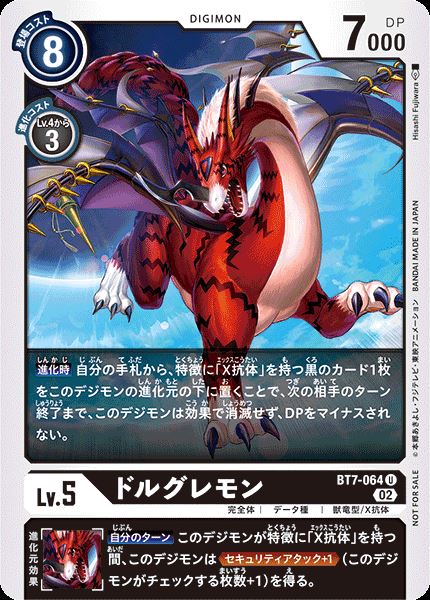 登場コスト
8
DIGIMON
7000
DP
進化コスト
Lv.4から
3
Hisashi Fujiwara
BANDAI MADE IN JAPAN
©本郷あきよし・フジテレビ・東映アニメーション
NOT FOR SALE
進化時 自分の手札から、特徴に「X抗体」を持つ黒のカード1枚
をこのデジモンの進化元の下に置くことで、次の相手のターン
終了まで、このデジモンは効果で消滅せず、DPをマイナスされ
ない。
BT7-064 U
02
Lv.5
ドルグレモン
完全体 | データ種 | 獣竜型/X抗体
進化元効果
自分のターン このデジモンが特徴に「X抗体」を持つ
間、このデジモンは セキュリティアタック+1 (このデジ
モンがチェックする枚数+1)を得る。